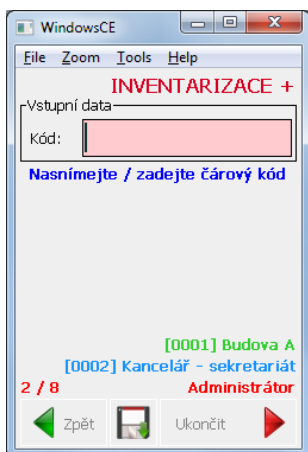 WindowsCE
File Zoom Tools Help
INVENTARIZACE +
Vstupní data
Kód:
Nasnímejte / zadejte čárový kód
[0001] Budova A
[0002] Kancelář - sekretariát
2 / 8 Administrátor
Zpět Ukončit